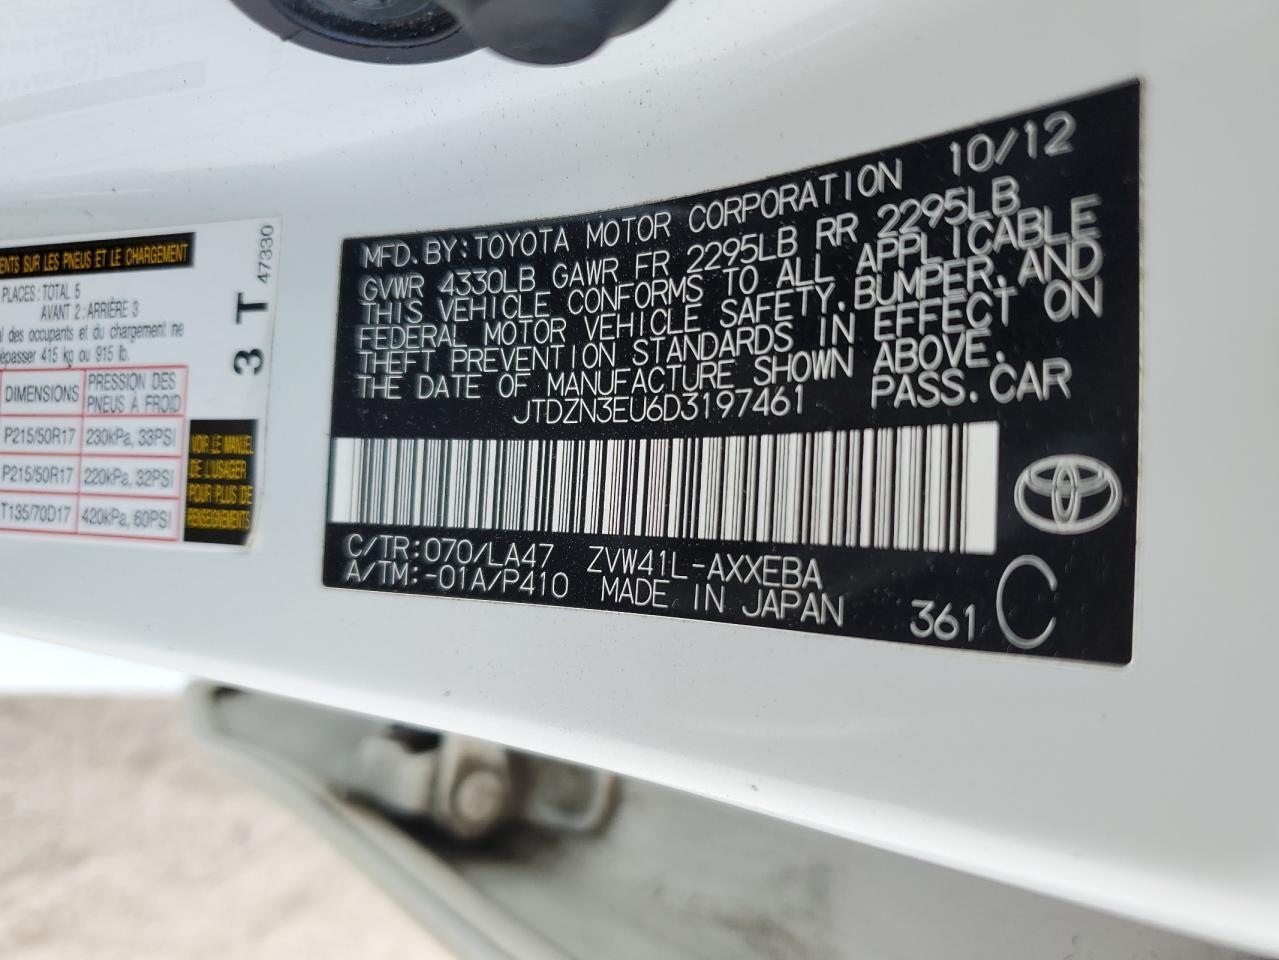 ENTS SUR LES PNEUS ET LE CHARGEMENT
PLACES: TOTAL 5
AVANT 2: ARRIÈRE 3
al des occupants et du chargement ne
épasser 415 kg ou 915 lb.
DIMENSIONS PRESSION DES PNEUS À FROID
P215/50R17 230kPa, 33PSI
P215/50R17 220kPa, 32PSI
T135/70D17 420kPa, 60PSI
VOIR LE MANUEL
DE L'USAGER
POUR PLUS DE
RENSEIGNEMENTS
3 T 47330
MFD. BY: TOYOTA MOTOR CORPORATION 10/12
GVWR 4330LB GAWR FR 2295LB RR 2295LB
THIS VEHICLE CONFORMS TO ALL APPLICABLE
FEDERAL MOTOR VEHICLE SAFETY, BUMPER, AND
THEFT PREVENTION STANDARDS IN EFFECT ON
THE DATE OF MANUFACTURE SHOWN ABOVE.
JTDZN3EU6D3197461 PASS. CAR
C/TR: 070/LA47 ZVW41L-AXXEBA
A/TM: -01A/P410 MADE IN JAPAN 361 C